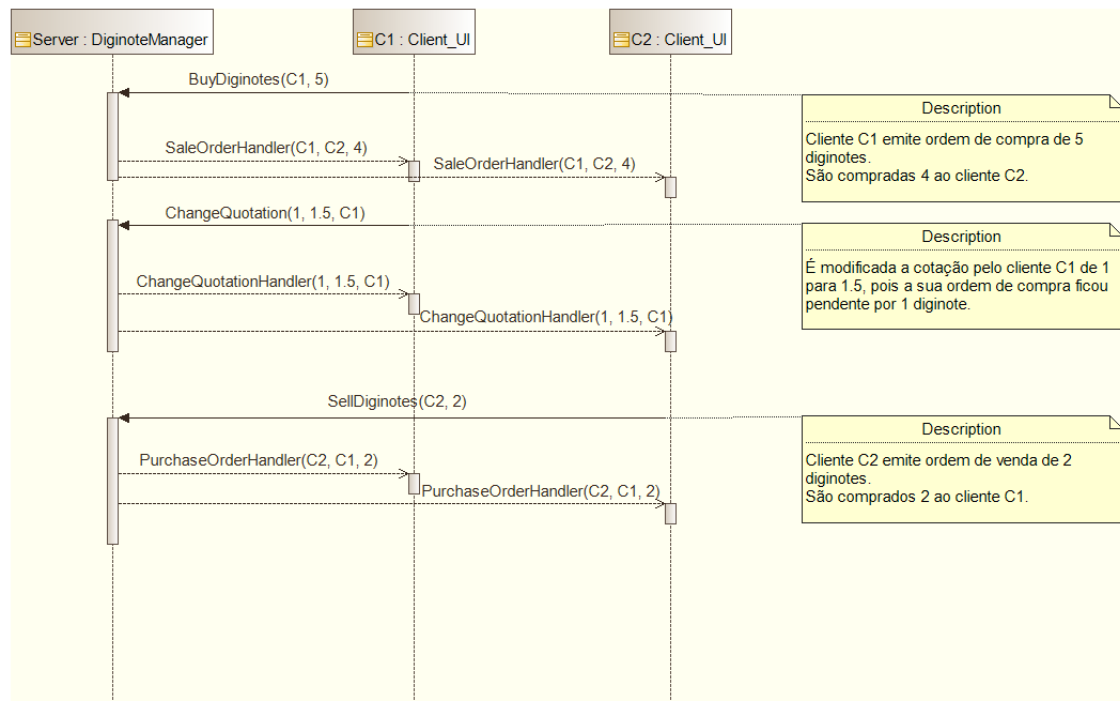 Server : DiginoteManager
C1 : Client_UI
C2 : Client_UI
BuyDiginotes(C1, 5)
Description
Cliente C1 emite ordem de compra de 5
diginotes.
São compradas 4 ao cliente C2.
SaleOrderHandler(C1, C2, 4)
SaleOrderHandler(C1, C2, 4)
ChangeQuotation(1, 1.5, C1)
Description
É modificada a cotação pelo cliente C1 de 1
para 1.5, pois a sua ordem de compra ficou
pendente por 1 diginote.
ChangeQuotationHandler(1, 1.5, C1)
ChangeQuotationHandler(1, 1.5, C1)
SellDiginotes(C2, 2)
Description
Cliente C2 emite ordem de venda de 2
diginotes.
São comprados 2 ao cliente C1.
PurchaseOrderHandler(C2, C1, 2)
PurchaseOrderHandler(C2, C1, 2)